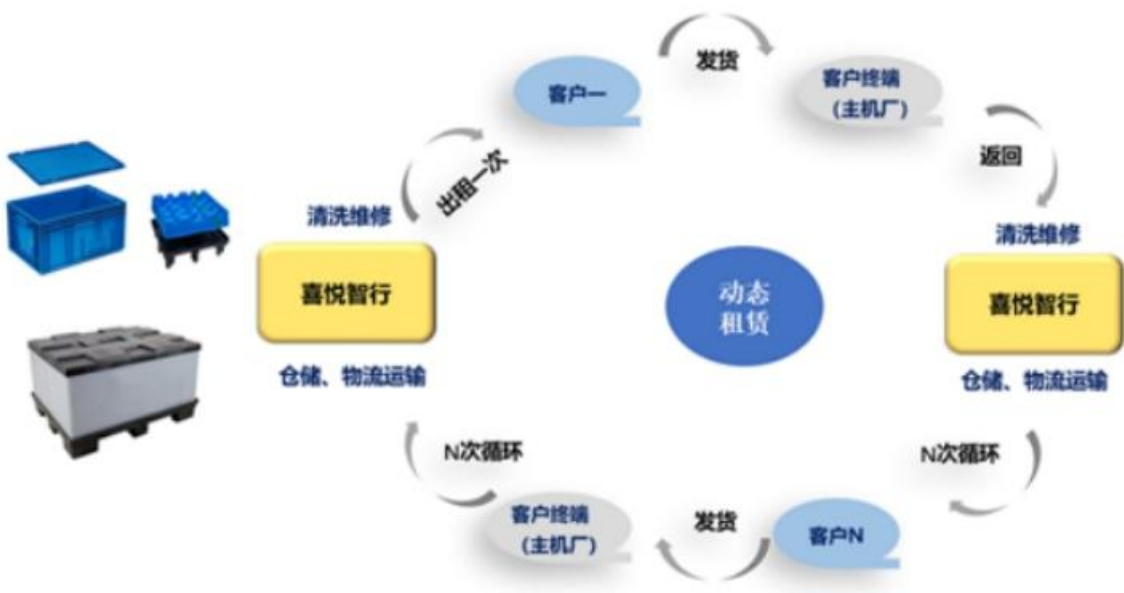 发货
客户一
客户终端
（主机厂）
出租一次
返回
清洗维修
喜悦智行
仓储、物流运输
动态
租赁
清洗维修
喜悦智行
仓储、物流运输
N次循环
N次循环
客户终端
（主机厂）
发货
客户N